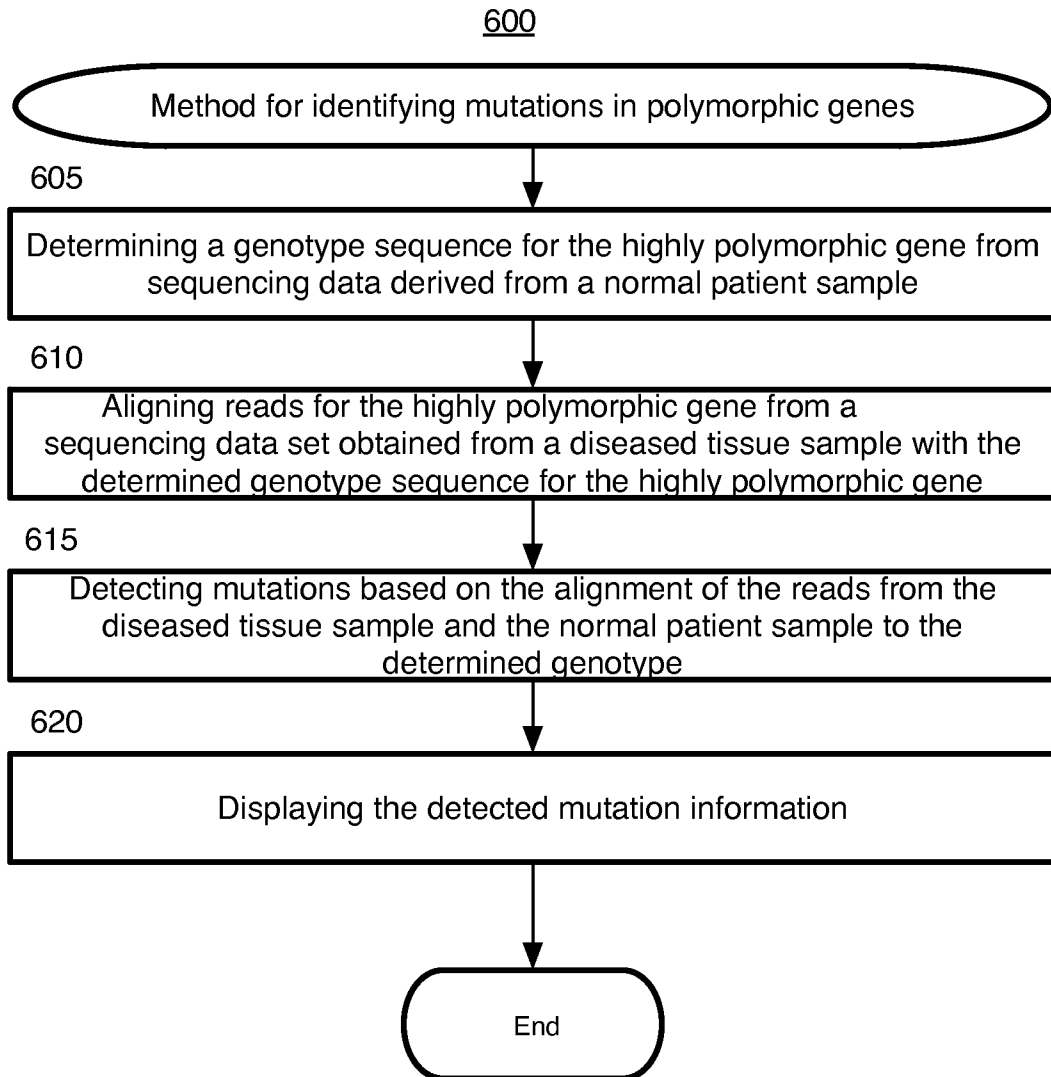 600
Method for identifying mutations in polymorphic genes
605
Determining a genotype sequence for the highly polymorphic gene from
sequencing data derived from a normal patient sample
610
Aligning reads for the highly polymorphic gene from a
sequencing data set obtained from a diseased tissue sample with the
determined genotype sequence for the highly polymorphic gene
615
Detecting mutations based on the alignment of the reads from the
diseased tissue sample and the normal patient sample to the
determined genotype
620
Displaying the detected mutation information
End